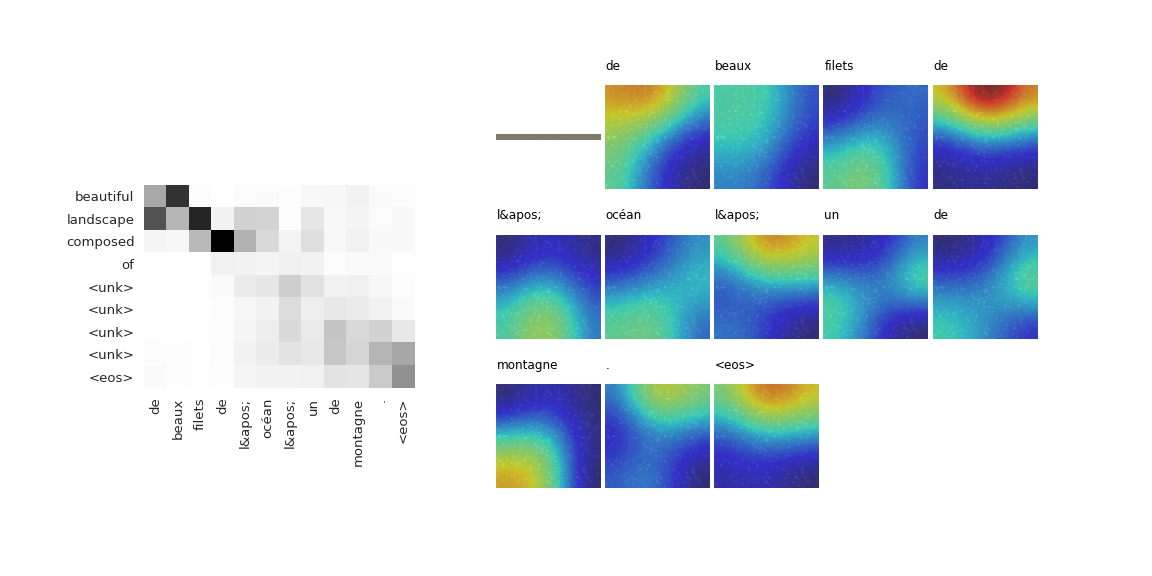 beautiful
landscape
composed
of
<unk>
<unk>
<unk>
<unk>
<eos>
de
beaux
filets
de
l&apos;
océan
l&apos;
un
de
montagne
.
<eos>
de beaux filets de
l&apos; océan l&apos; un de
montagne . <eos>